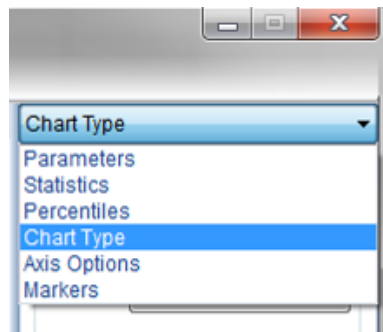 Chart Type
Parameters
Statistics
Percentiles
Chart Type
Axis Options
Markers